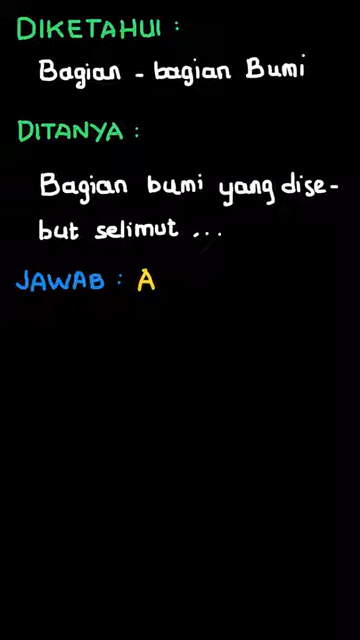 DIKETAHUI :
Bagian - bagian Bumi
DITANYA :
Bagian bumi yang dise-
but selimut ...
JAWAB : A